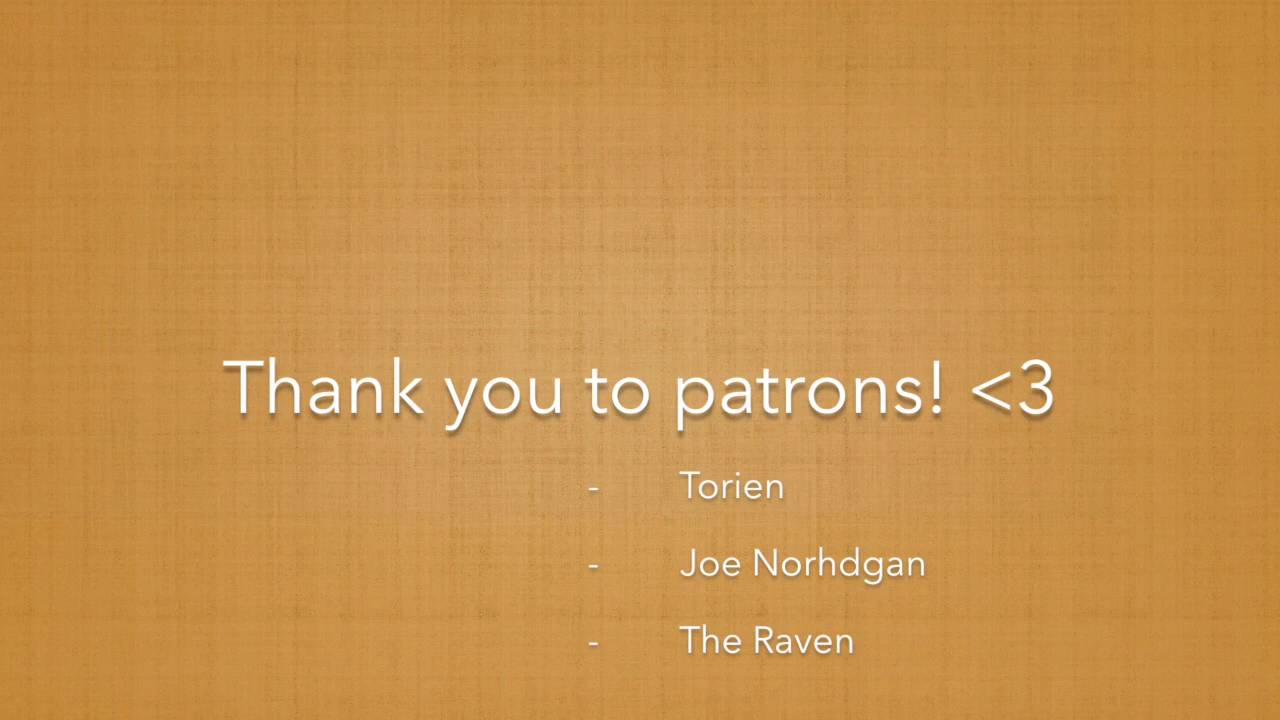 Thank you to patrons! <3
- Torien
- Joe Norhdgan
- The Raven